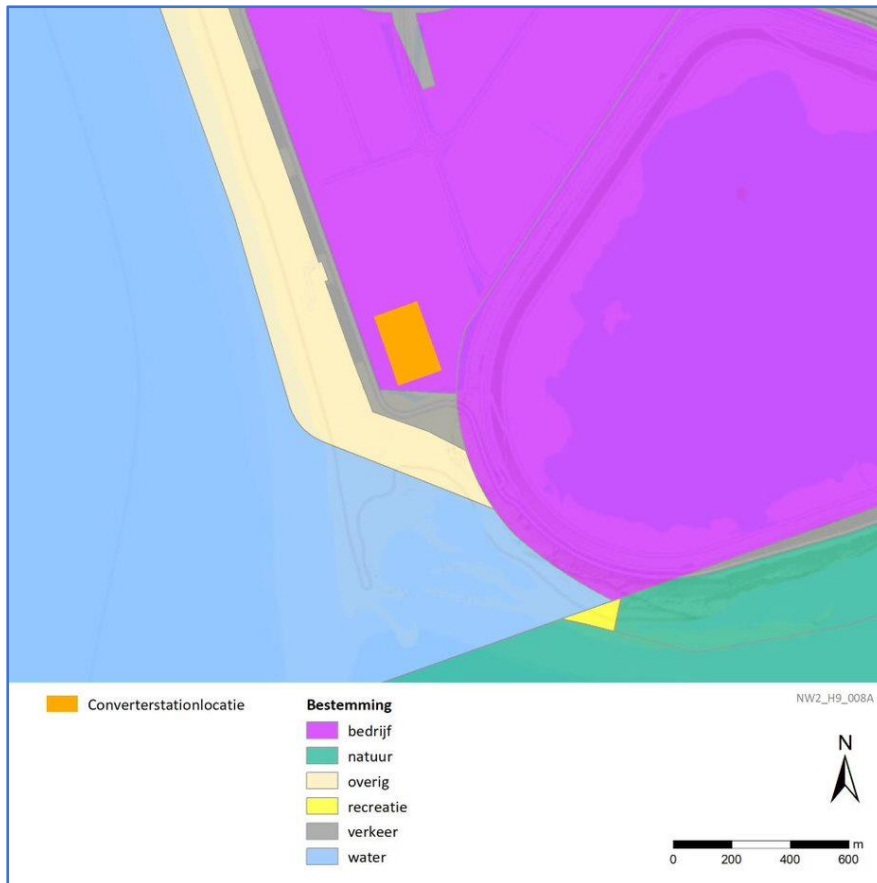 Converterstationlocatie
Bestemming
bedrijf
natuur
overig
recreatie
verkeer
water
NW2_H9_008A
N
m
0 200 400 600